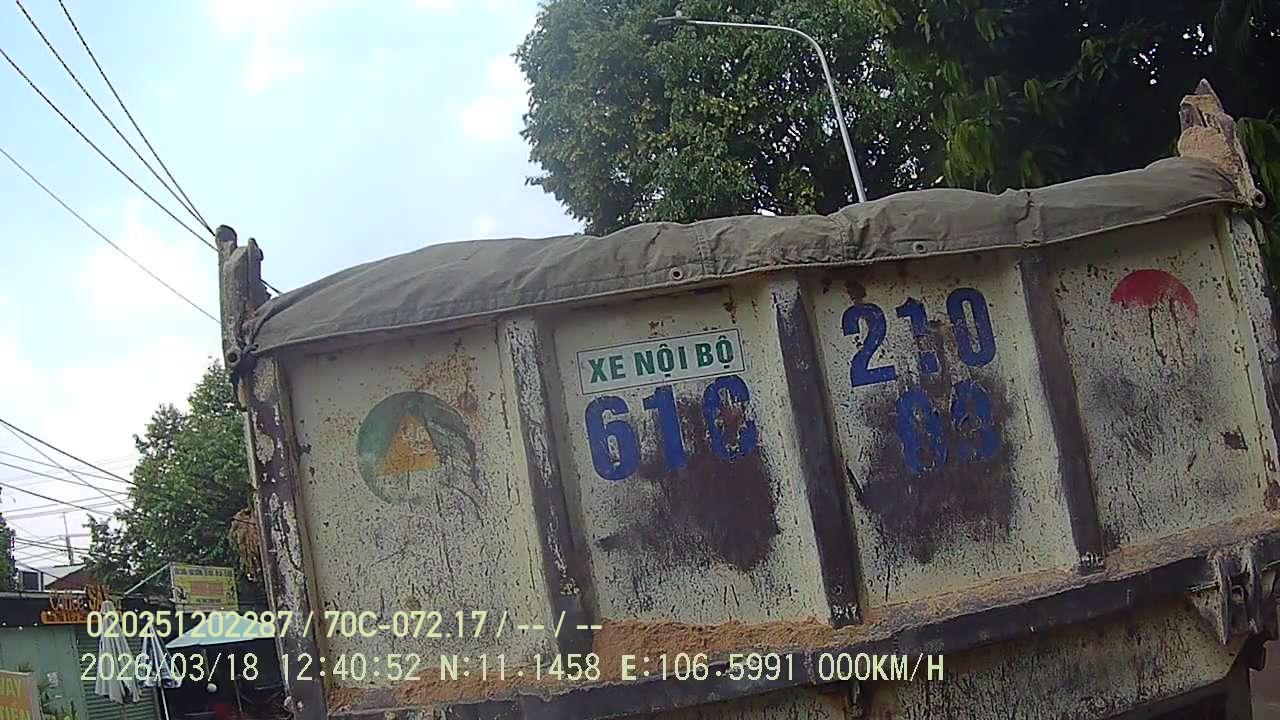 XE NỘI BỘ
61C
210
83
020251202287 / 70C-072.17 / -- / --
2026/03/18 12:40:52 N:11.1458 E:106.5991 000KM/H